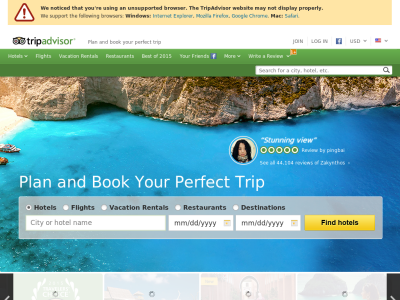 We noticed that you're using an unsupported browser. The TripAdvisor website may not display properly.
We support the following browsers: Windows: Internet Explorer, Mozilla Firefox, Google Chrome. Mac: Safari.
tripadvisor
Plan and book your perfect trip
JOIN LOG IN USD
Hotels Flights Vacation Rentals Restaurants Best of 2015 Your Friends More Write a Review
Search for a city, hotel, etc.
"Stunning view"
Review by pingbai
See all 44,104 reviews of Zakynthos
Plan and Book Your Perfect Trip
Hotels Flights Vacation Rentals Restaurants Destinations
City or hotel name mm/dd/yyyy mm/dd/yyyy Find hotels